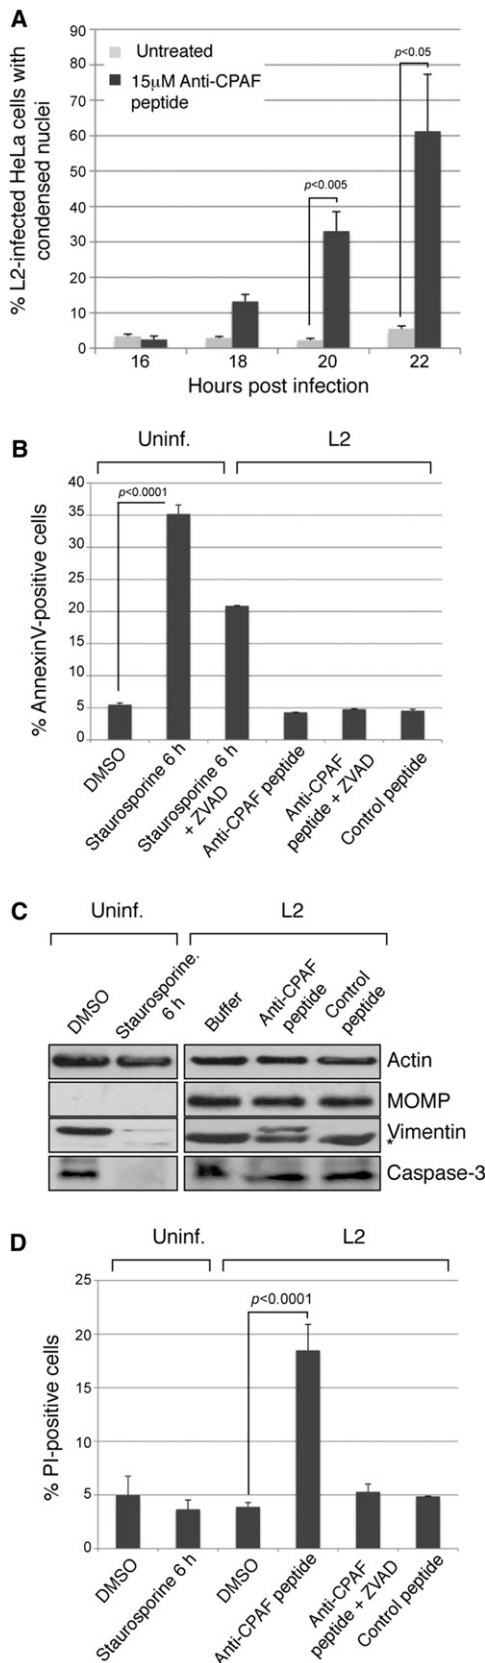 A
% L2-infected HeLa cells with
condensed nuclei
90
80
70
60
50
40
30
20
10
0
Untreated
15μM Anti-CPAF
peptide
p<0.005
p<0.05
16 18 20 22
Hours post infection
B
Uninf. L2
% AnnexinV-positive cells
40
35
30
25
20
15
10
5
0
p<0.0001
DMSO
Staurosporine 6 h
Staurosporine 6 h
+ ZVAD
Anti-CPAF peptide
Anti-CPAF
peptide + ZVAD
Control peptide
C
Uninf. L2
DMSO
Staurosporine.
6 h
Buffer
Anti-CPAF
peptide
Control
peptide
Actin
MOMP
Vimentin
*
Caspase-3
D
Uninf. L2
% PI-positive cells
25
20
15
10
5
0
p<0.0001
DMSO
Staurosporine 6 h
DMSO
Anti-CPAF peptide
Anti-CPAF
peptide + ZVAD
Control peptide